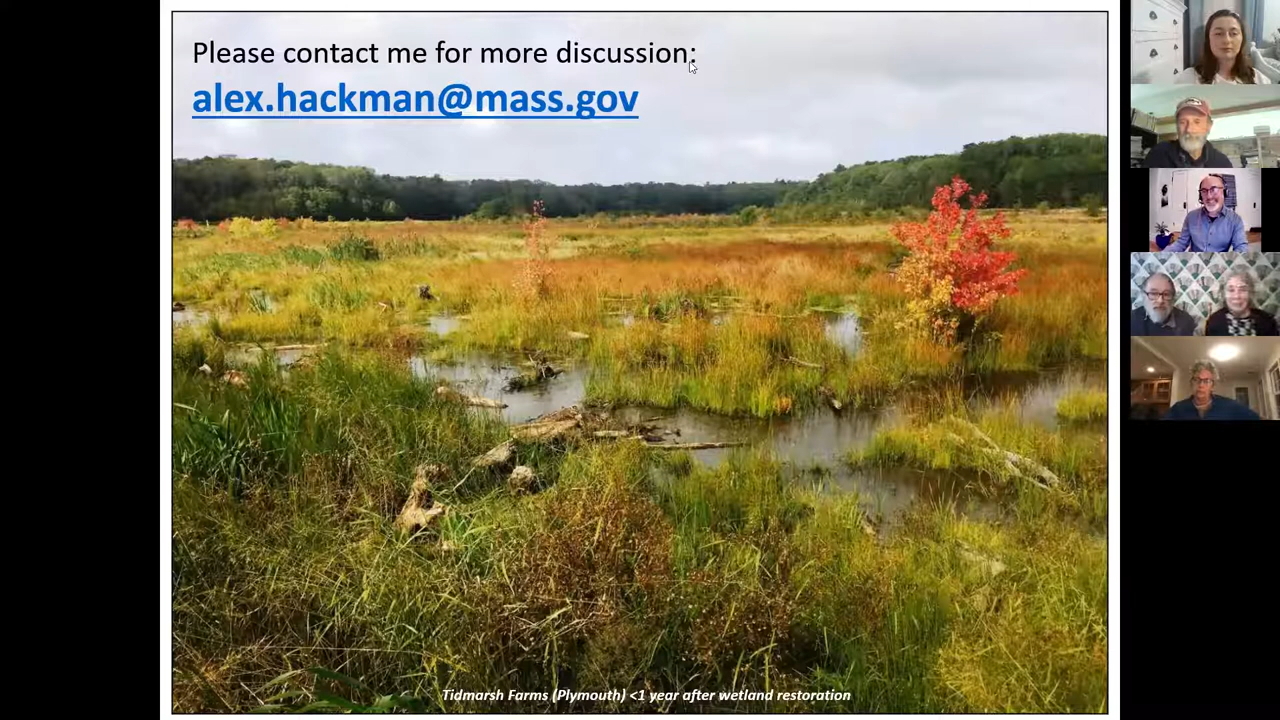 Please contact me for more discussion:
alex.hackman@mass.gov
Tidmarsh Farms (Plymouth) <1 year after wetland restoration